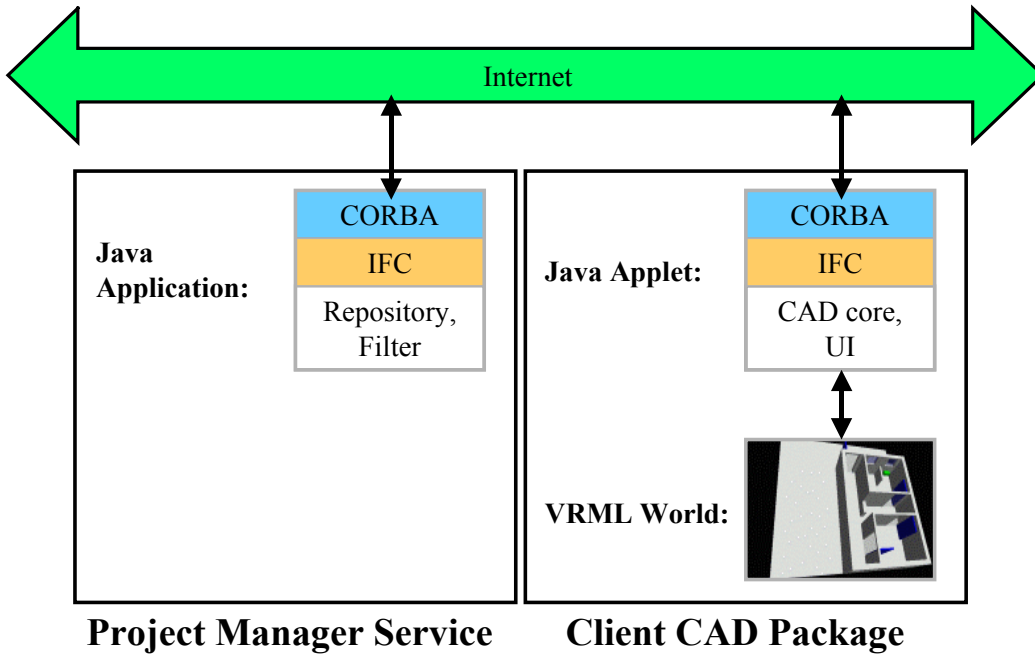 Internet
Java
Application:
CORBA
IFC
Repository,
Filter
Java Applet:
CORBA
IFC
CAD core,
UI
VRML World:
Project Manager Service
Client CAD Package